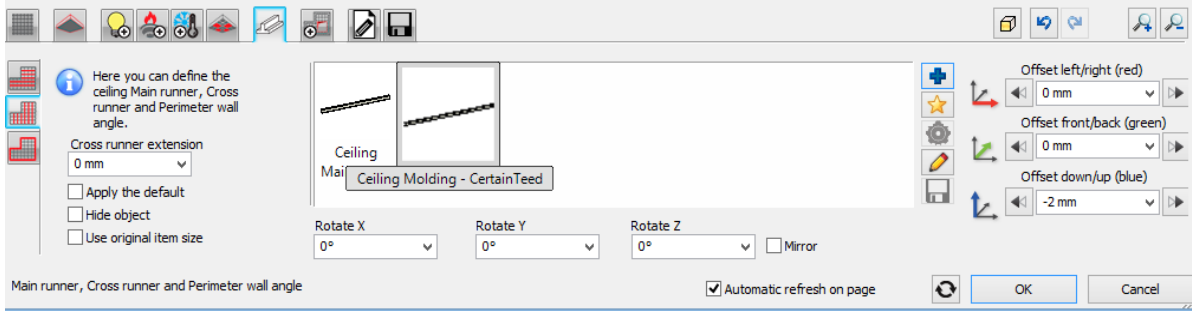 Here you can define the
ceiling Main runner, Cross
runner and Perimeter wall
angle.
Cross runner extension
0 mm
Apply the default
Hide object
Use original item size
Ceiling
Mai
Ceiling Molding - CertainTeed
Rotate X
0°
Rotate Y
0°
Rotate Z
0°
Mirror
Offset left/right (red)
0 mm
Offset front/back (green)
0 mm
Offset down/up (blue)
-2 mm
Main runner, Cross runner and Perimeter wall angle
Automatic refresh on page
OK
Cancel